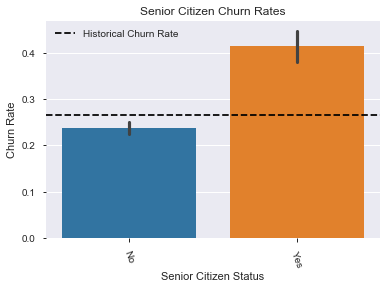 Senior Citizen Churn Rates
Historical Churn Rate
0.4
0.3
0.2
0.1
0.0
Churn Rate
No
Yes
Senior Citizen Status